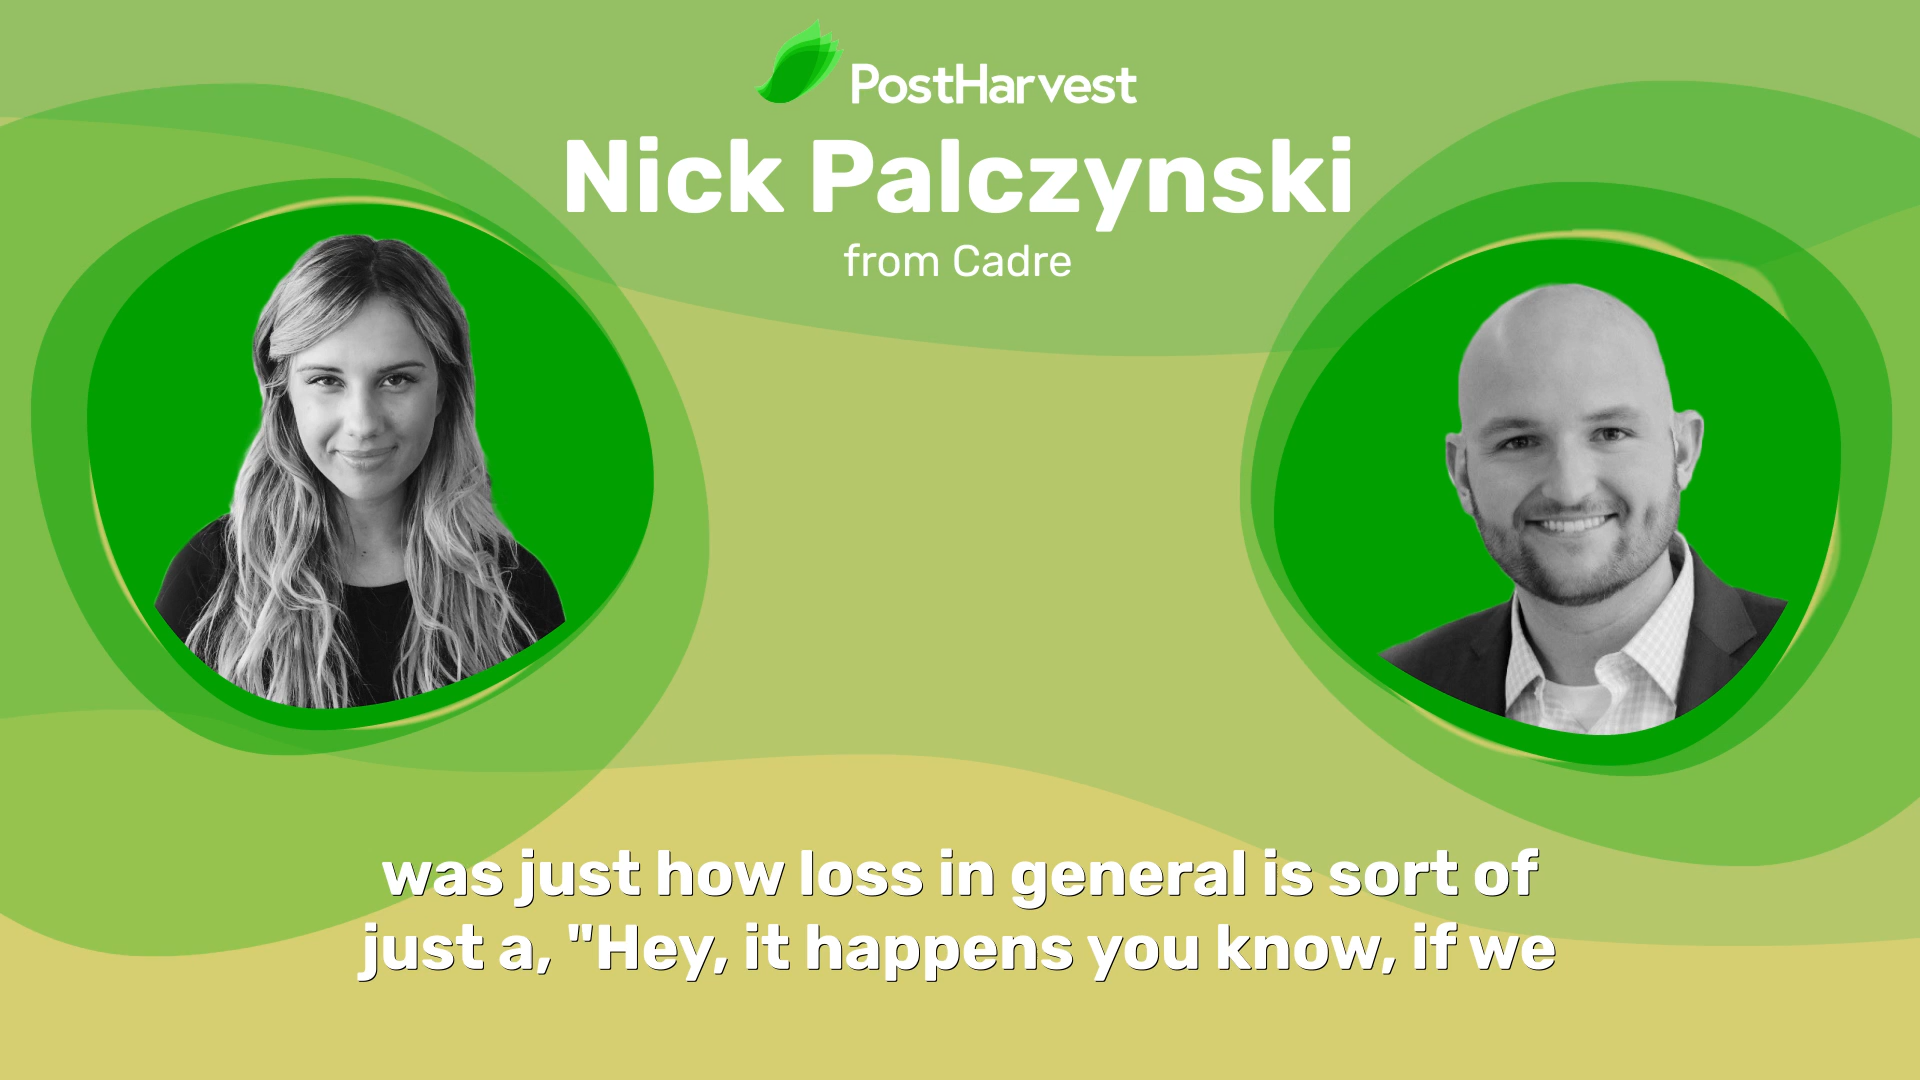 PostHarvest
Nick Palczynski
from Cadre
was just how loss in general is sort of
just a, "Hey, it happens you know, if we